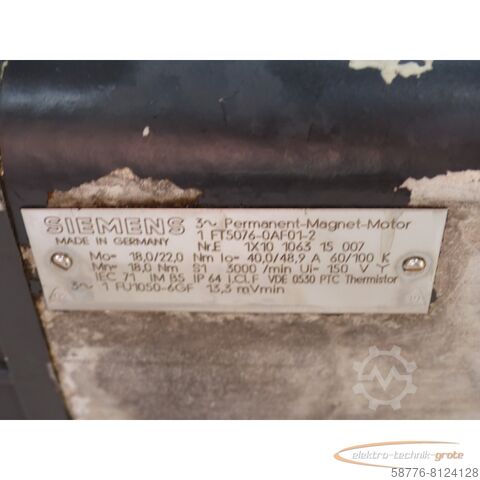 SIEMENS 3~ Permanent-Magnet-Motor
MADE IN GERMANY 1 FT5076-0AF01-2
Nr.E 1X10 1063 15 007
Mo= 18,0/22,0 Nm Io= 40,0/48,9 A 60/100 K
Mn= 18,0 Nm S1 3000 /min Ui= 150 V Y
IEC 71 IM B5 IP 64 I.CL.F VDE 0530 PTC Thermistor
3~ 1 FU1050-6GF 13,3 mVmin
elektro-technik-grote
58776-8124128